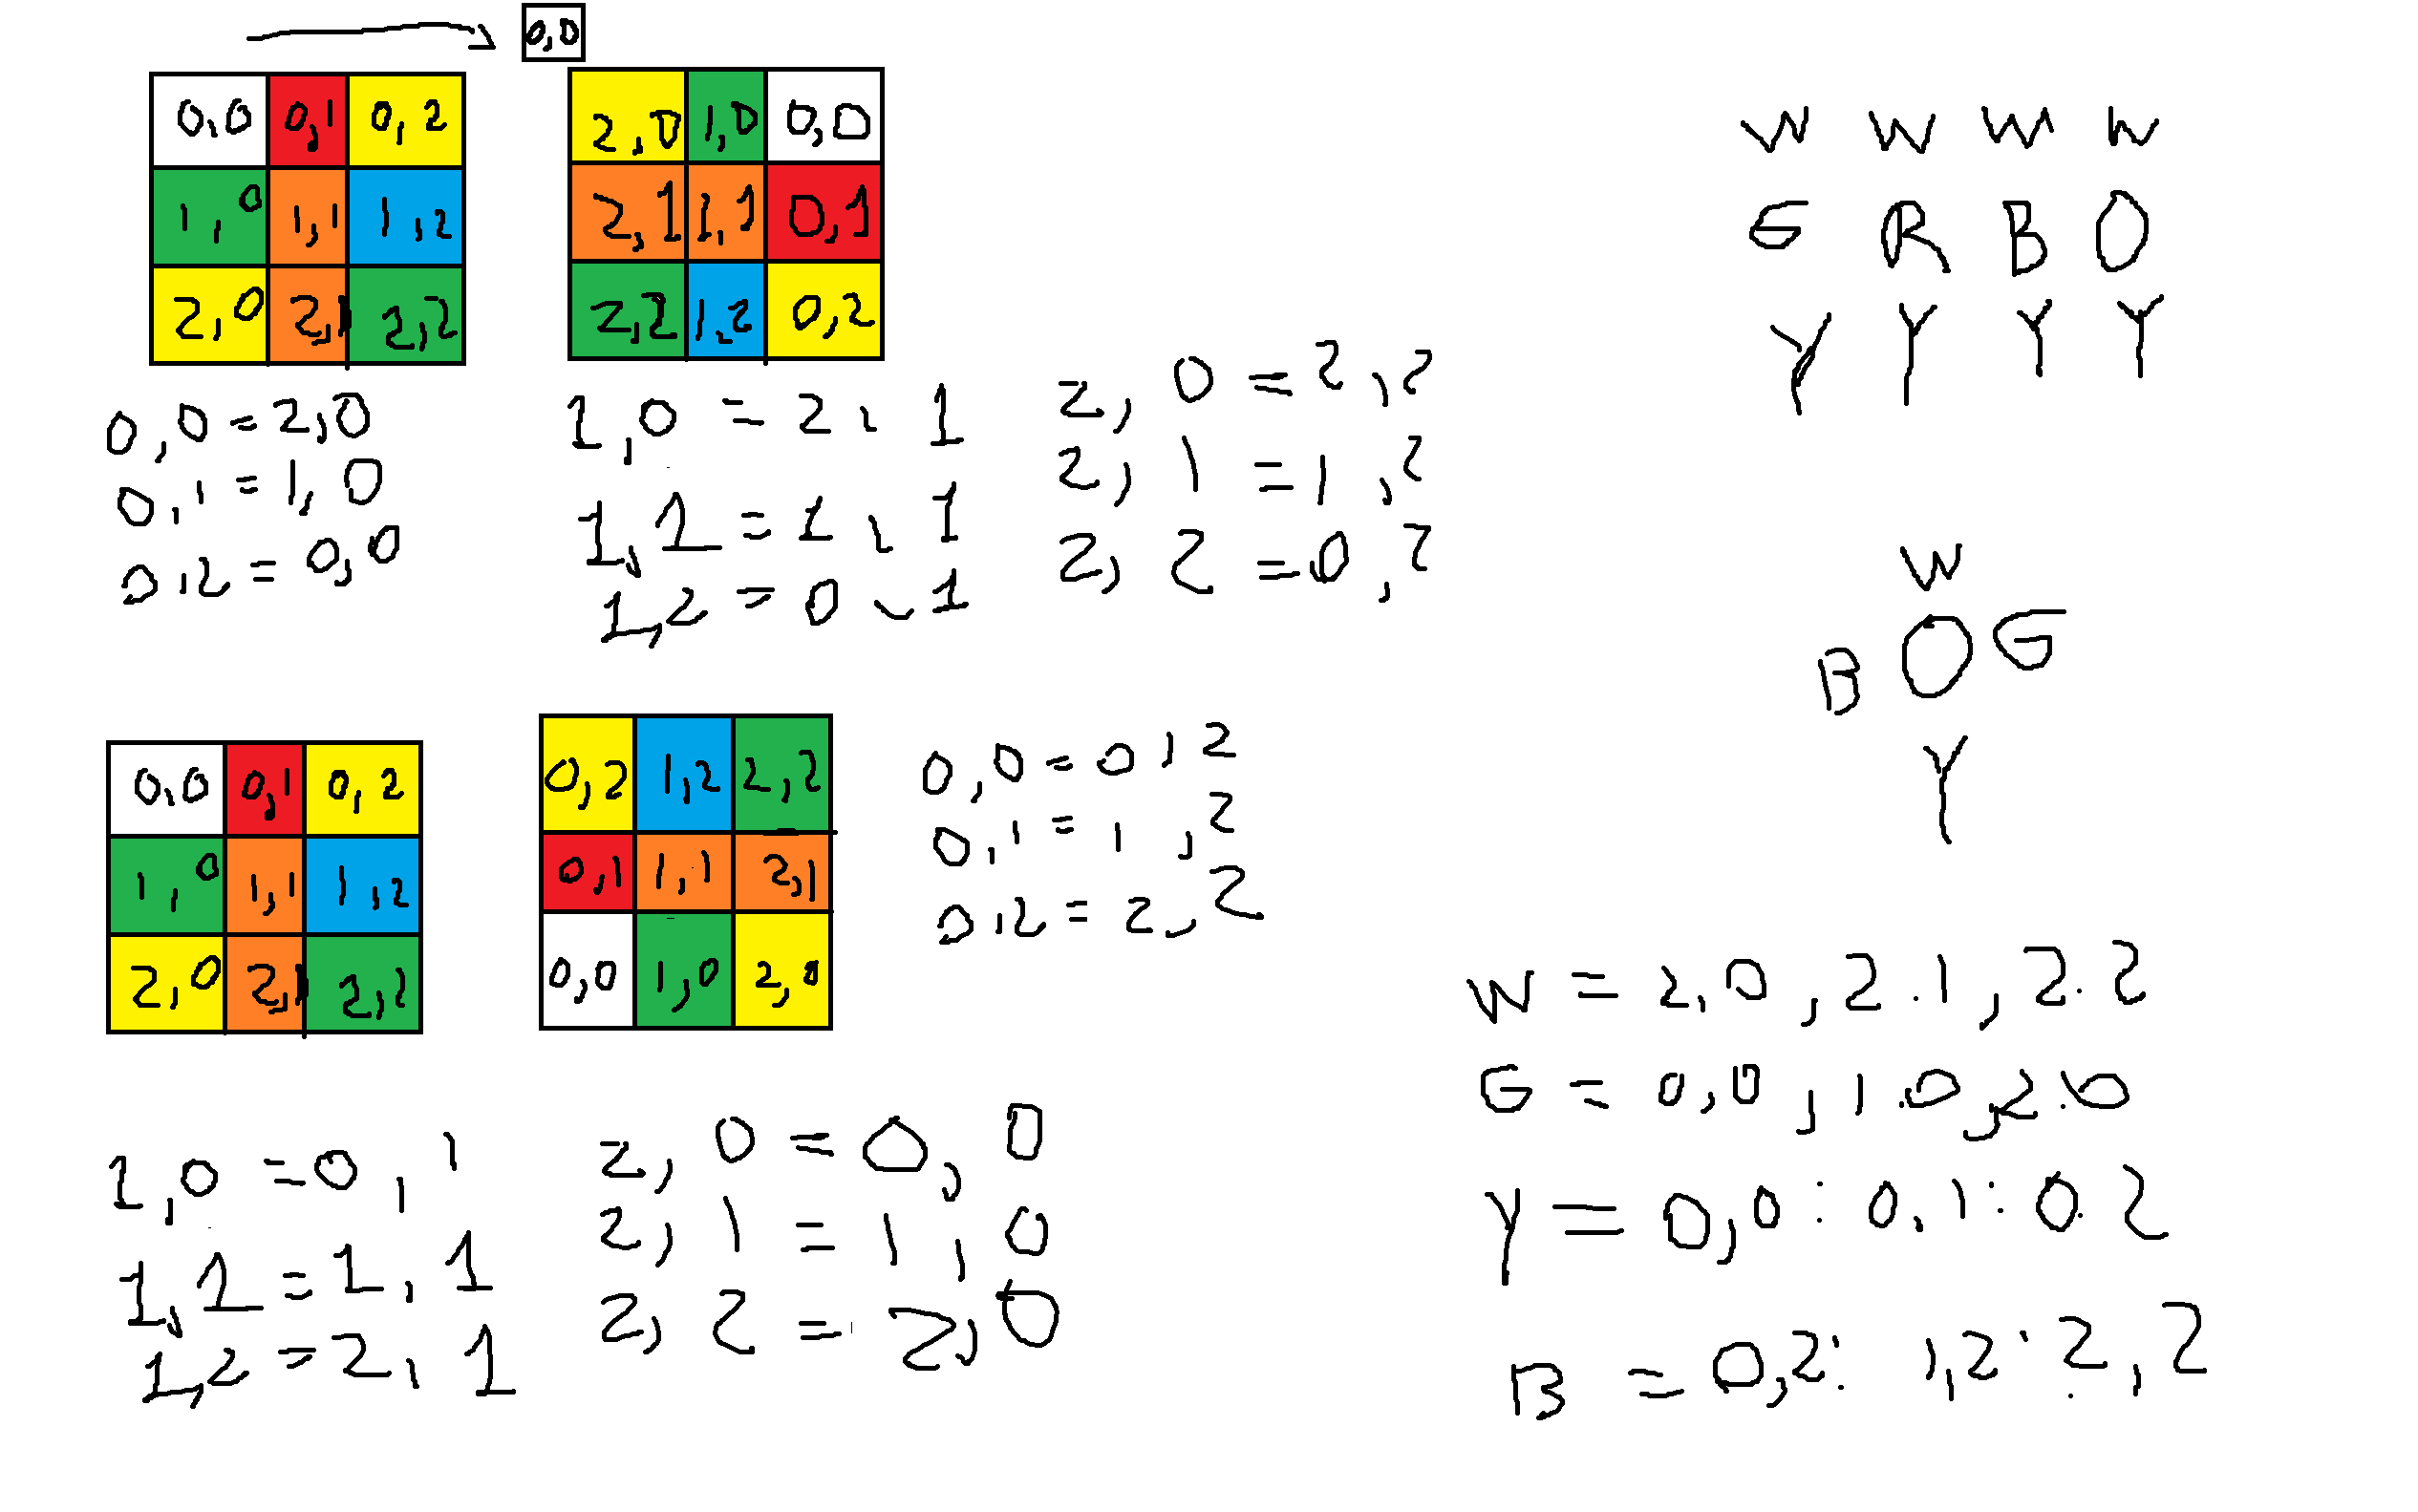 0,0
0,0 0,1 0,2
1,0 1,1 1,2
2,0 2,1 2,2
2,0 1,0 0,0
2,1 1,1 0,1
2,2 1,2 0,2
0,0 = 2,0
0,1 = 1,0
0,2 = 0,0
1,0 = 2,1
1,1 = 1,1
1,2 = 0,1
2,0 = 2,2
2,1 = 1,2
2,2 = 0,2
W W W W
G R B O
Y Y Y Y
W
B O G
Y
0,0 0,1 0,2
1,0 1,1 1,2
2,0 2,1 2,2
0,2 1,2 2,2
0,1 1,1 2,1
0,0 1,0 2,0
0,0 = 0,2
0,1 = 1,2
0,2 = 2,2
1,0 = 0,1
1,1 = 1,1
1,2 = 2,1
2,0 = 0,0
2,1 = 1,0
2,2 = 2,0
W = 2,0, 2.1, 2.2
G = 0,0, 1.0, 2.0
Y = 0,0 : 0.1 : 0.2
B = 0,2 : 1,2 : 2,2